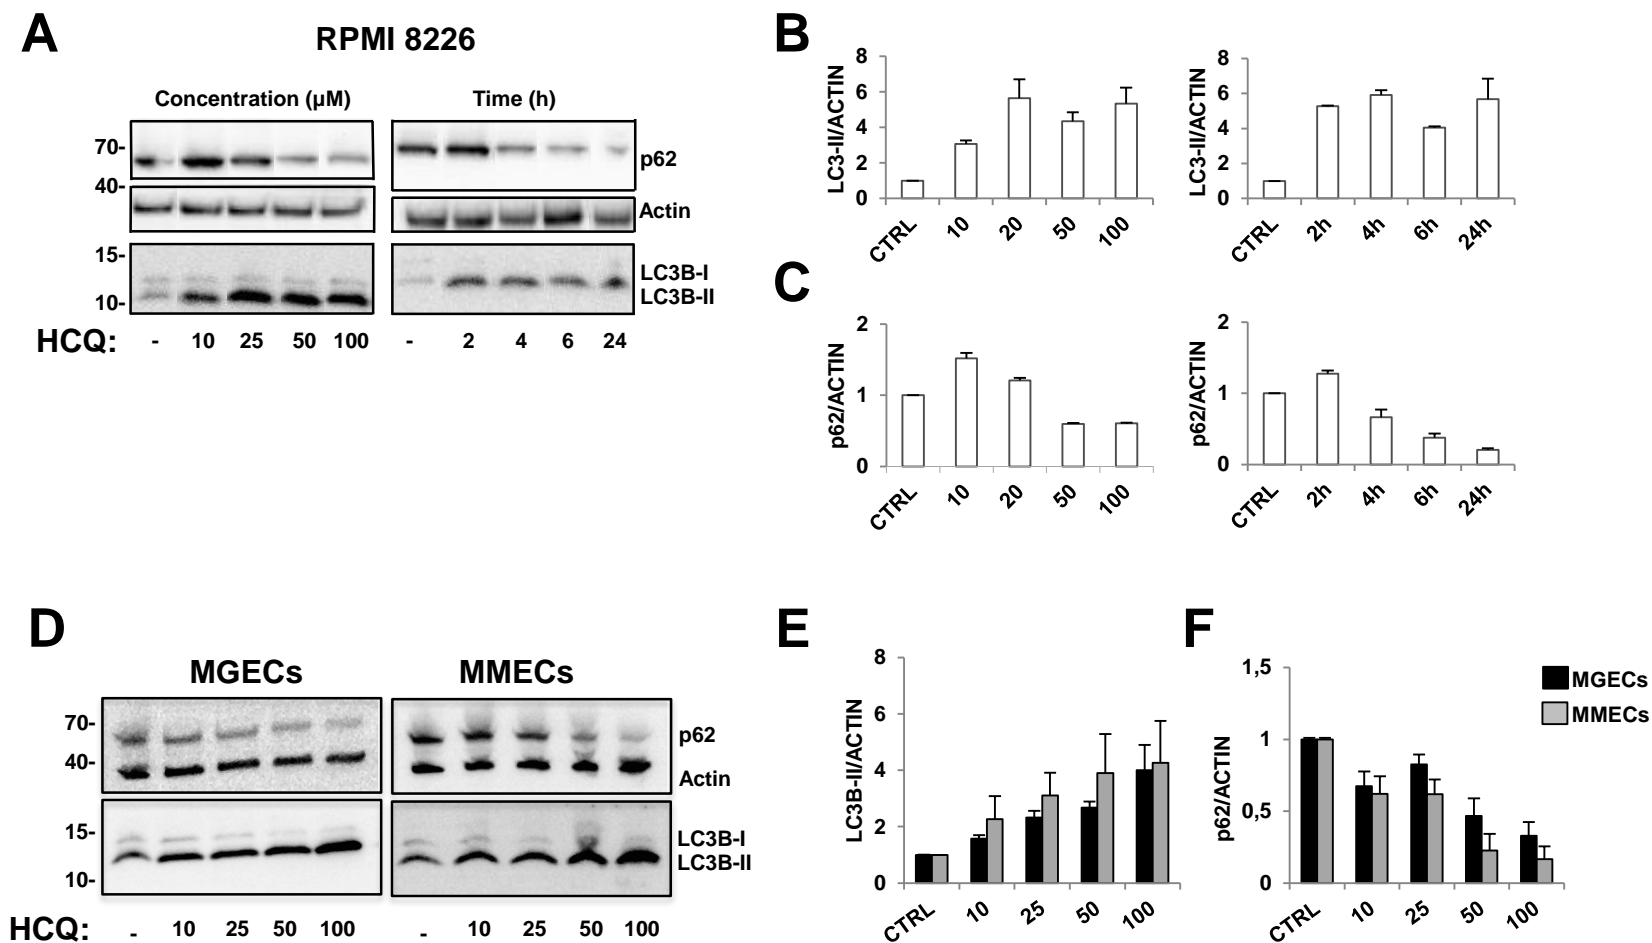 A
RPMI 8226
Concentration (µM)
Time (h)
70-
p62
40-
Actin
15-
LC3B-I
10-
LC3B-II
HCQ: - 10 25 50 100 - 2 4 6 24
B
LC3-II/ACTIN
8
6
4
2
0
CTRL 10 20 50 100
LC3-II/ACTIN
8
6
4
2
0
CTRL 2h 4h 6h 24h
C
p62/ACTIN
2
1
0
CTRL 10 20 50 100
p62/ACTIN
2
1
0
CTRL 2h 4h 6h 24h
D
MGECs
MMECs
70-
p62
40-
Actin
15-
LC3B-I
LC3B-II
10-
HCQ: - 10 25 50 100 - 10 25 50 100
E
LC3B-II/ACTIN
8
6
4
2
0
CTRL 10 25 50 100
F
p62/ACTIN
1,5
1
0,5
0
CTRL 10 25 50 100
MGECs
MMECs